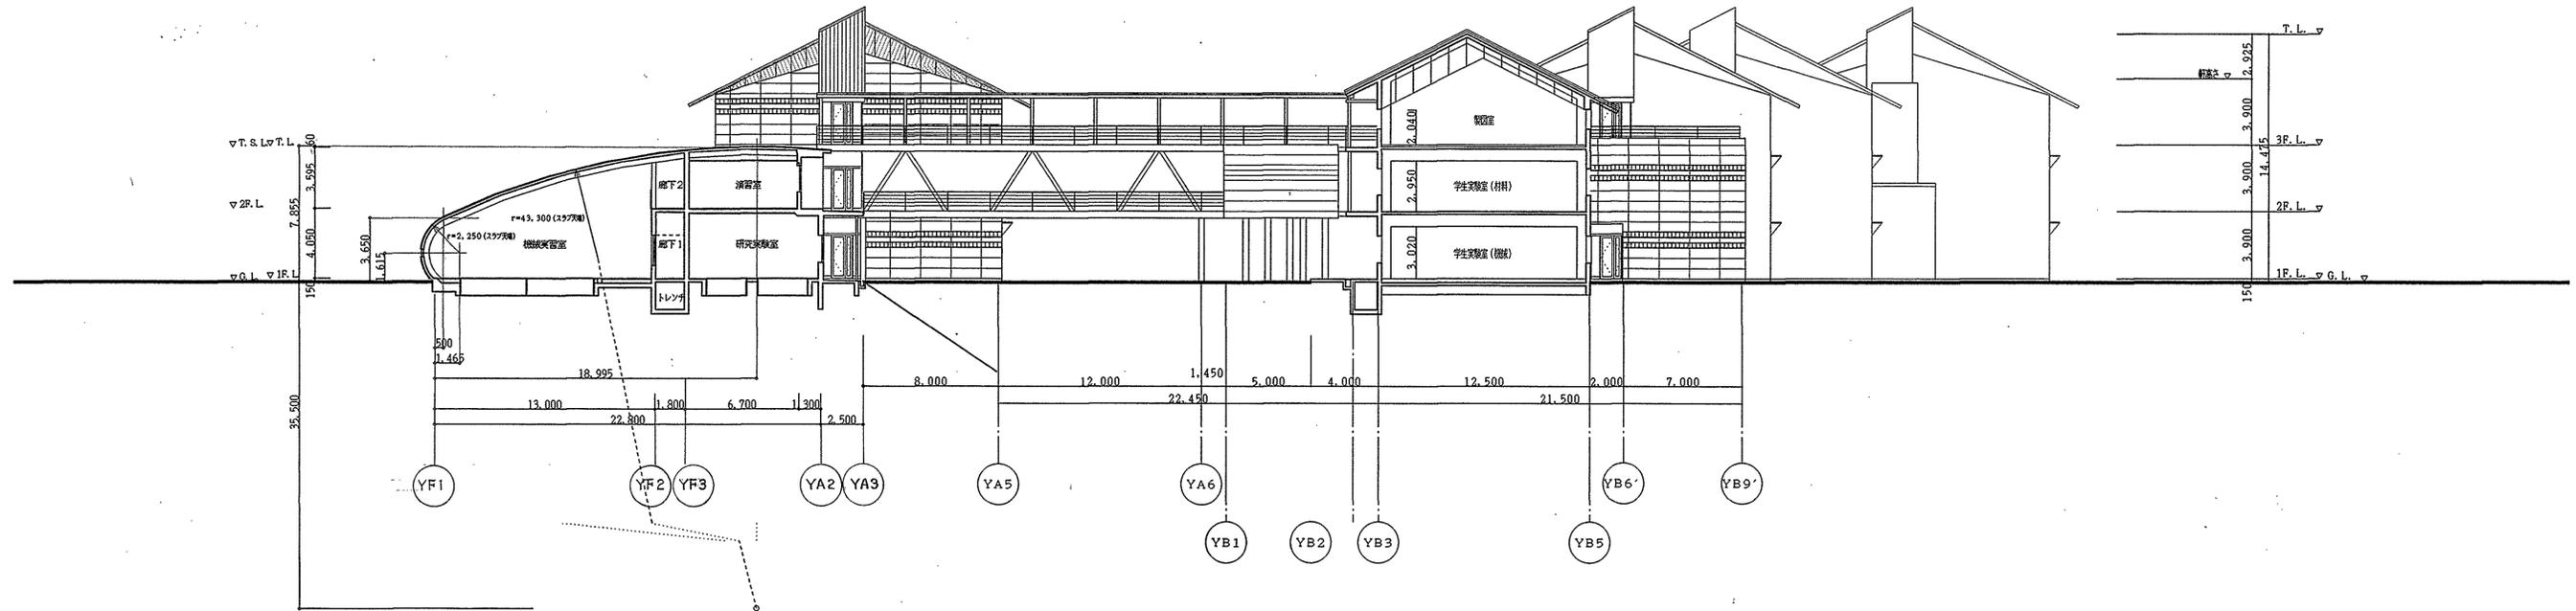 T. L.
2,925
軒高さ
3,900
3F. L.
14,475
3,900
2F. L.
3,900
1F. L.
G. L.
150
T. S. L.
T. L.
60
3,595
2F. L.
7,855
4,050
3,650
1,615
G. L.
1F. L.
150
35,500
廊下2
演習室
r=43,300 (スラブ天端)
r=2,250 (スラブ天端)
機械実習室
廊下1
研究実験室
トレンチ
製図室
2,040
学生実験室 (材料)
2,950
学生実験室 (機械)
3,020
500
1,465
18,995
8,000
12,000
1,450
5,000
4,000
12,500
2,000
7,000
13,000
1,800
6,700
1,300
22,450
21,500
22,800
2,500
YF1
YF2
YF3
YA2
YA3
YA5
YA6
YB6'
YB9'
YB1
YB2
YB3
YB5